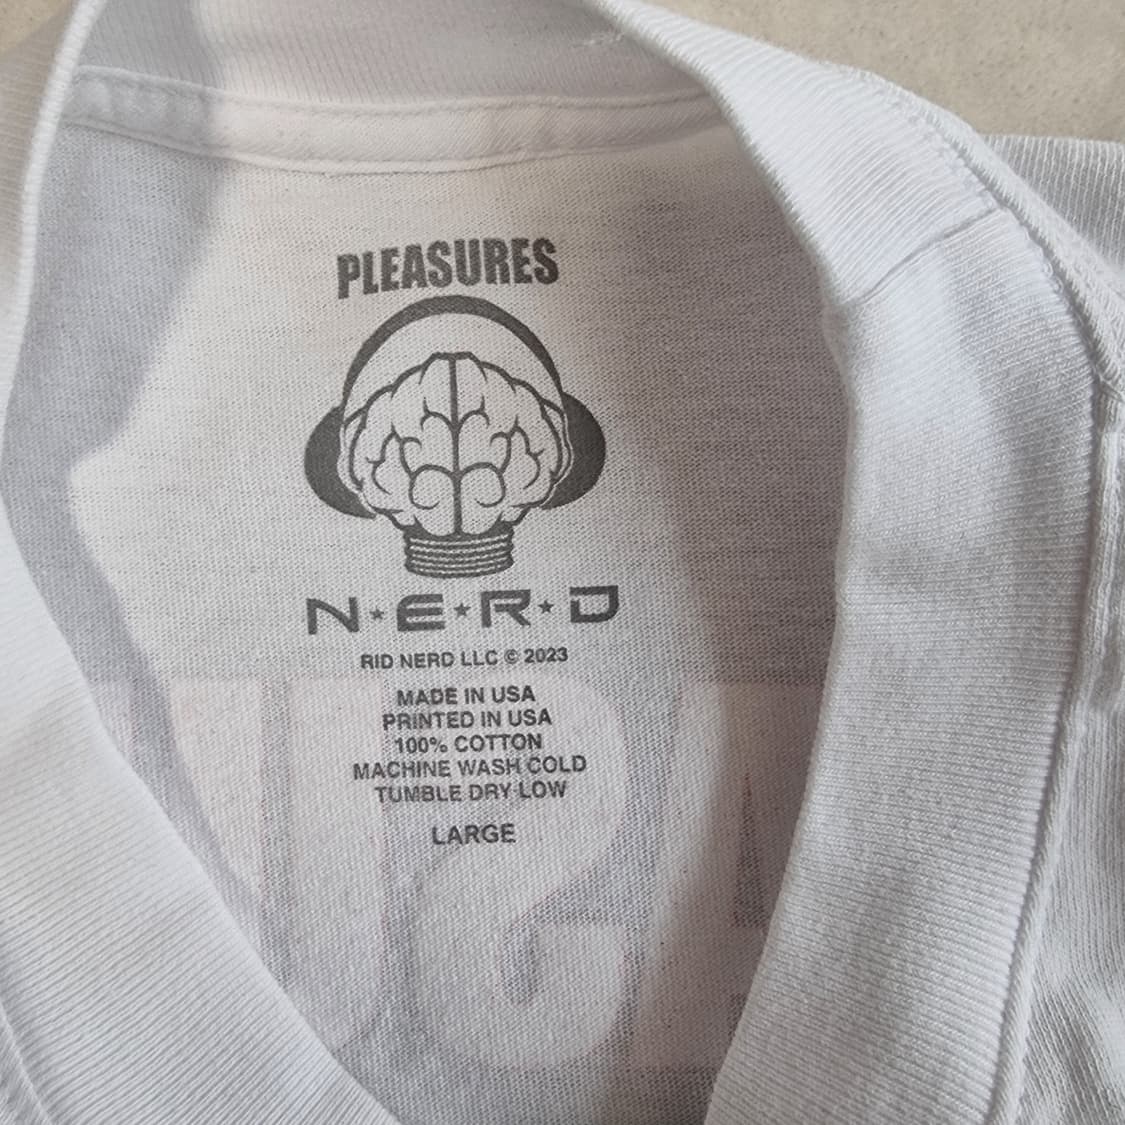 PLEASURES
N★E★R★D
RID NERD LLC © 2023
MADE IN USA
PRINTED IN USA
100% COTTON
MACHINE WASH COLD
TUMBLE DRY LOW
LARGE